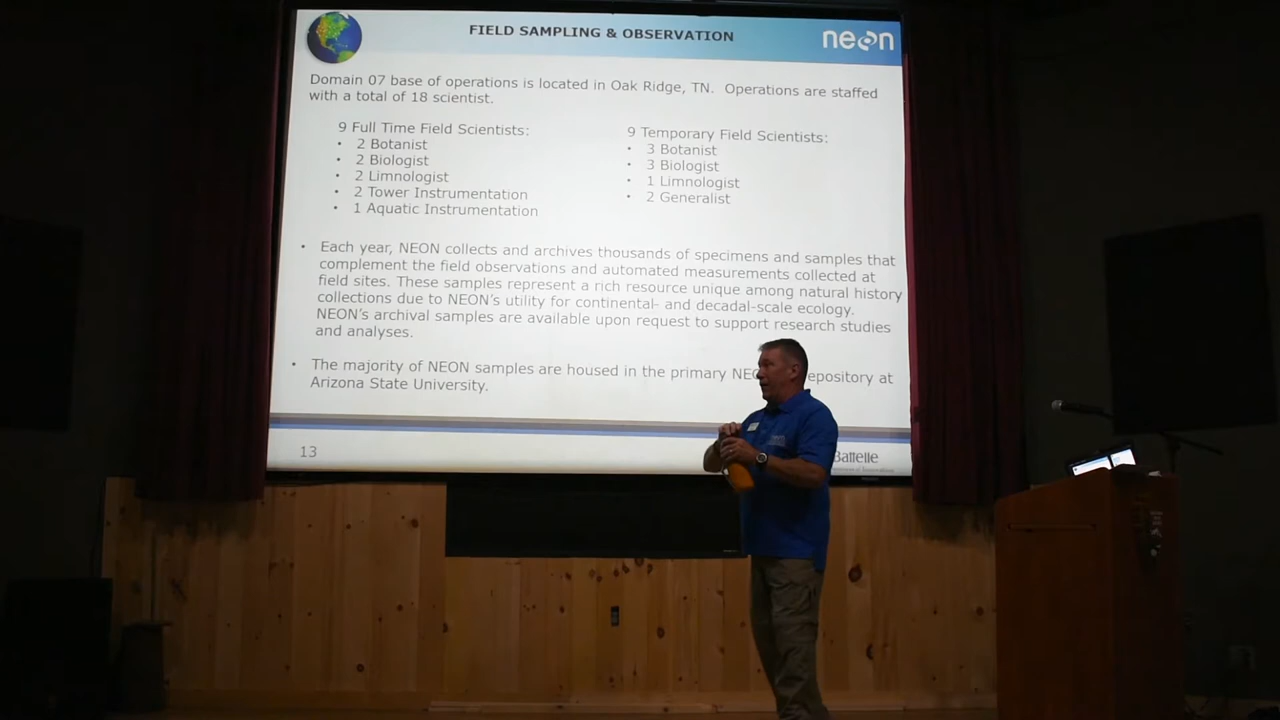 FIELD SAMPLING & OBSERVATION
neon
Domain 07 base of operations is located in Oak Ridge, TN. Operations are staffed
with a total of 18 scientist.
9 Full Time Field Scientists:
• 2 Botanist
• 2 Biologist
• 2 Limnologist
• 2 Tower Instrumentation
• 1 Aquatic Instrumentation
9 Temporary Field Scientists:
• 3 Botanist
• 3 Biologist
• 1 Limnologist
• 2 Generalist
• Each year, NEON collects and archives thousands of specimens and samples that
complement the field observations and automated measurements collected at
field sites. These samples represent a rich resource unique among natural history
collections due to NEON's utility for continental- and decadal-scale ecology.
NEON's archival samples are available upon request to support research studies
and analyses.
• The majority of NEON samples are housed in the primary
at
Arizona State University.
13
Battelle